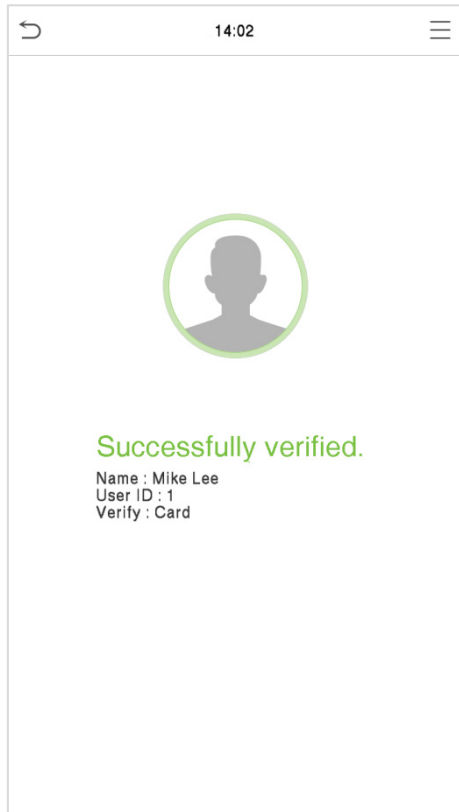 14:02
Successfully verified.
Name : Mike Lee
User ID : 1
Verify : Card